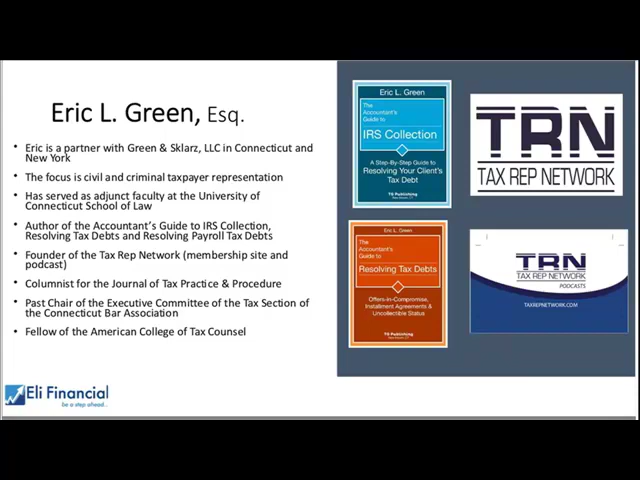 Eric L. Green, Esq.
• Eric is a partner with Green & Sklarz, LLC in Connecticut and
New York
• The focus is civil and criminal taxpayer representation
• Has served as adjunct faculty at the University of
Connecticut School of Law
• Author of the Accountant's Guide to IRS Collection,
Resolving Tax Debts and Resolving Payroll Tax Debts
• Founder of the Tax Rep Network (membership site and
podcast)
• Columnist for the Journal of Tax Practice & Procedure
• Past Chair of the Executive Committee of the Tax Section of
the Connecticut Bar Association
• Fellow of the American College of Tax Counsel
Eli Financial
be a step ahead...
Eric L. Green
The
Accountant's
Guide to
IRS Collection
A Step-By-Step Guide to
Resolving Your Client's
Tax Debt
TG Publishing
TRN
TAX REP NETWORK
Eric L. Green
The
Accountant's
Guide to
Resolving Tax Debts
Offers-in-Compromise,
Installment Agreements &
Uncollectible Status
TG Publishing
TRN
TAX REP NETWORK
PODCASTS
TAXREPNETWORK.COM